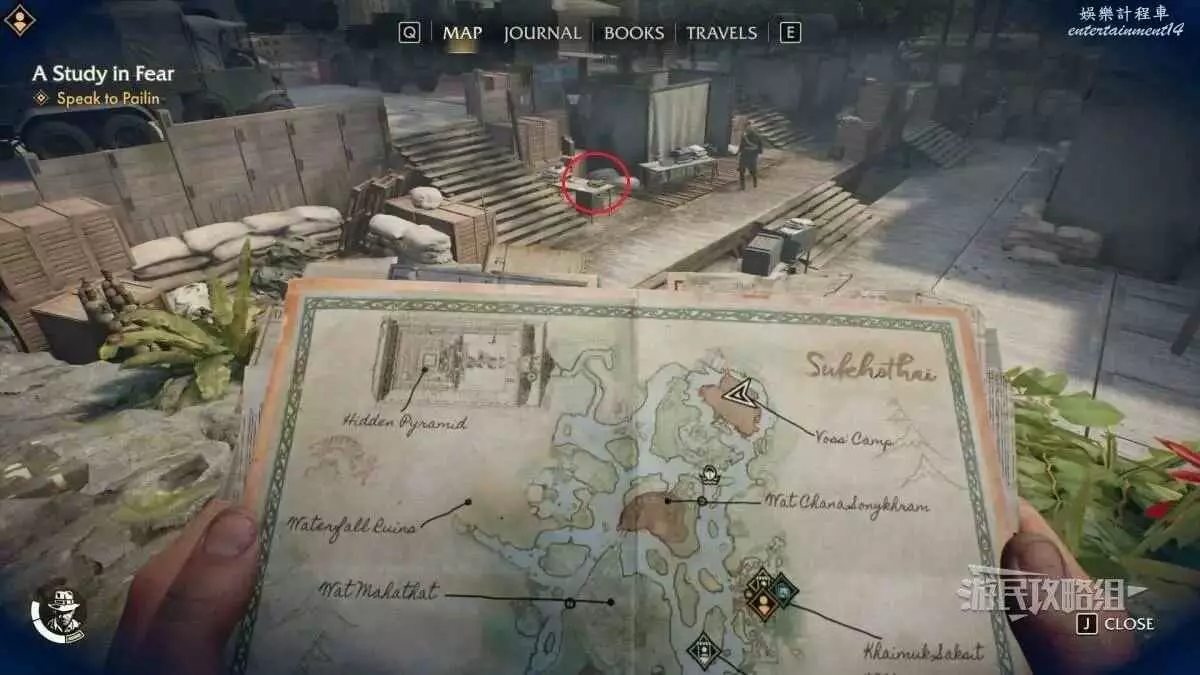 娛樂計程車
entertainment14
Q MAP JOURNAL BOOKS TRAVELS E
A Study in Fear
Speak to Pailin
Sukhothai
Hidden Pyramid
Voss Camp
Wat Chana Songkhram
Waterfall Ruins
Wat Mahathat
游民攻略组
J CLOSE
Khaimuk Saksit